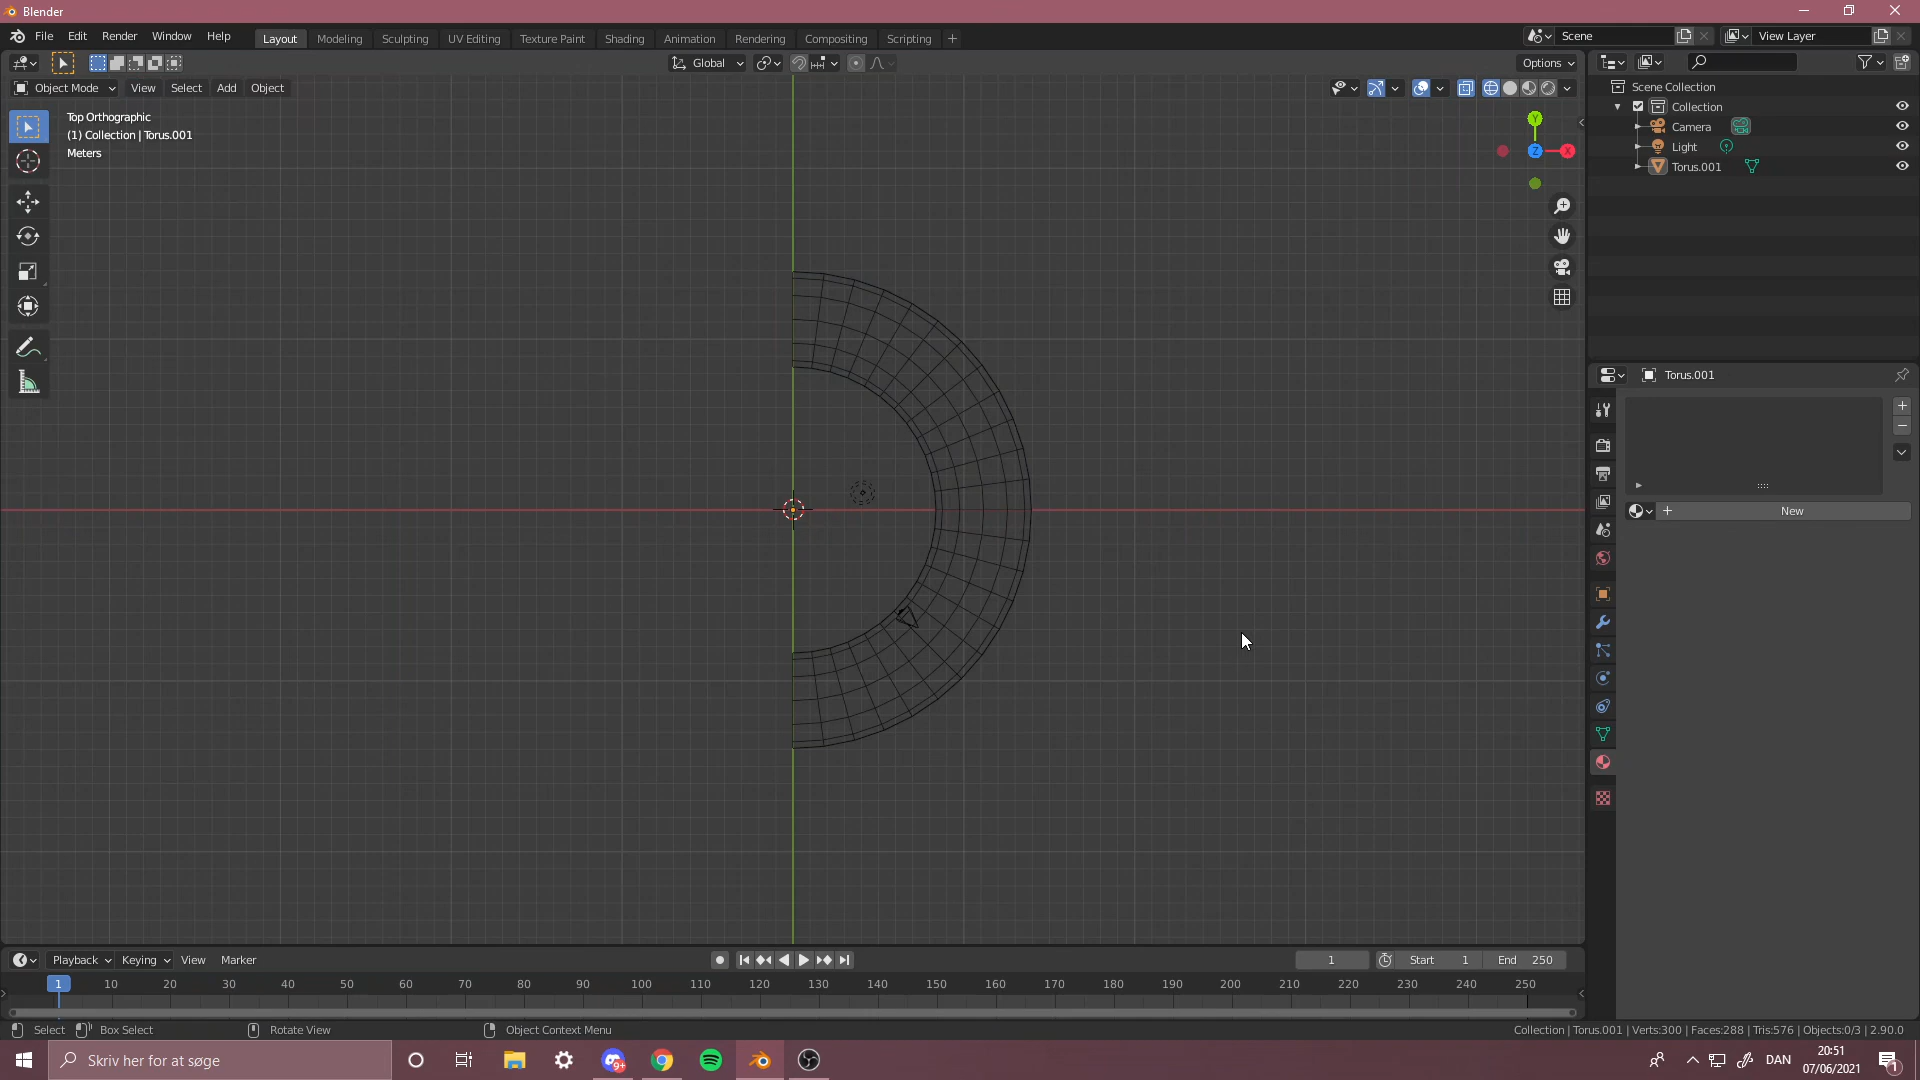 Blender
File Edit Render Window Help
Layout Modeling Sculpting UV Editing Texture Paint Shading Animation Rendering Compositing Scripting +
Scene
View Layer
Global
Options
Object Mode View Select Add Object
Top Orthographic
(1) Collection | Torus.001
Meters
Y
Z
X
Scene Collection
Collection
Camera
Light
Torus.001
Torus.001
New
Playback Keying View Marker
1
Start 1
End 250
1 10 20 30 40 50 60 70 80 90 100 110 120 130 140 150 160 170 180 190 200 210 220 230 240 250
Select Box Select Rotate View Object Context Menu
Collection | Torus.001 | Verts:300 | Faces:288 | Tris:576 | Objects:0/3 | 2.90.0
Skriv her for at søge
9+
DAN
20:51
07/06/2021
1